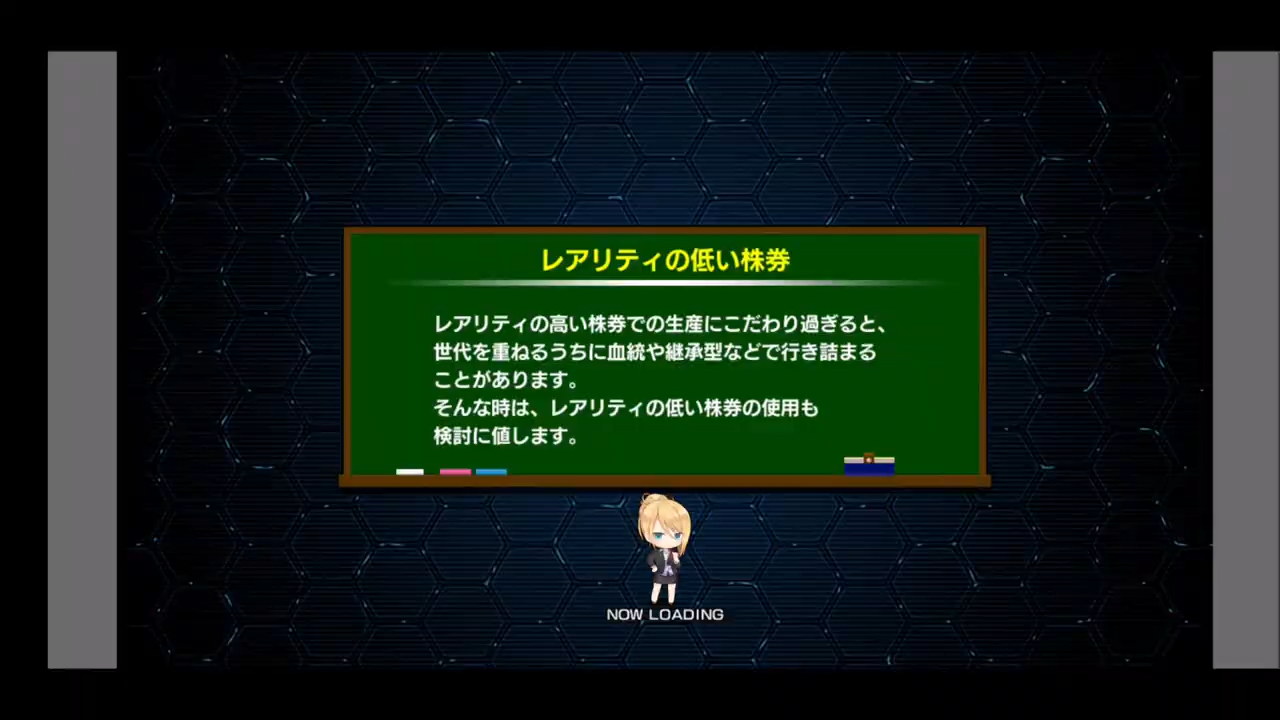 レアリティの低い株券
レアリティの高い株券での生産にこだわり過ぎると、
世代を重ねるうちに血統や継承型などで行き詰まる
ことがあります。
そんな時は、レアリティの低い株券の使用も
検討に値します。
NOW LOADING